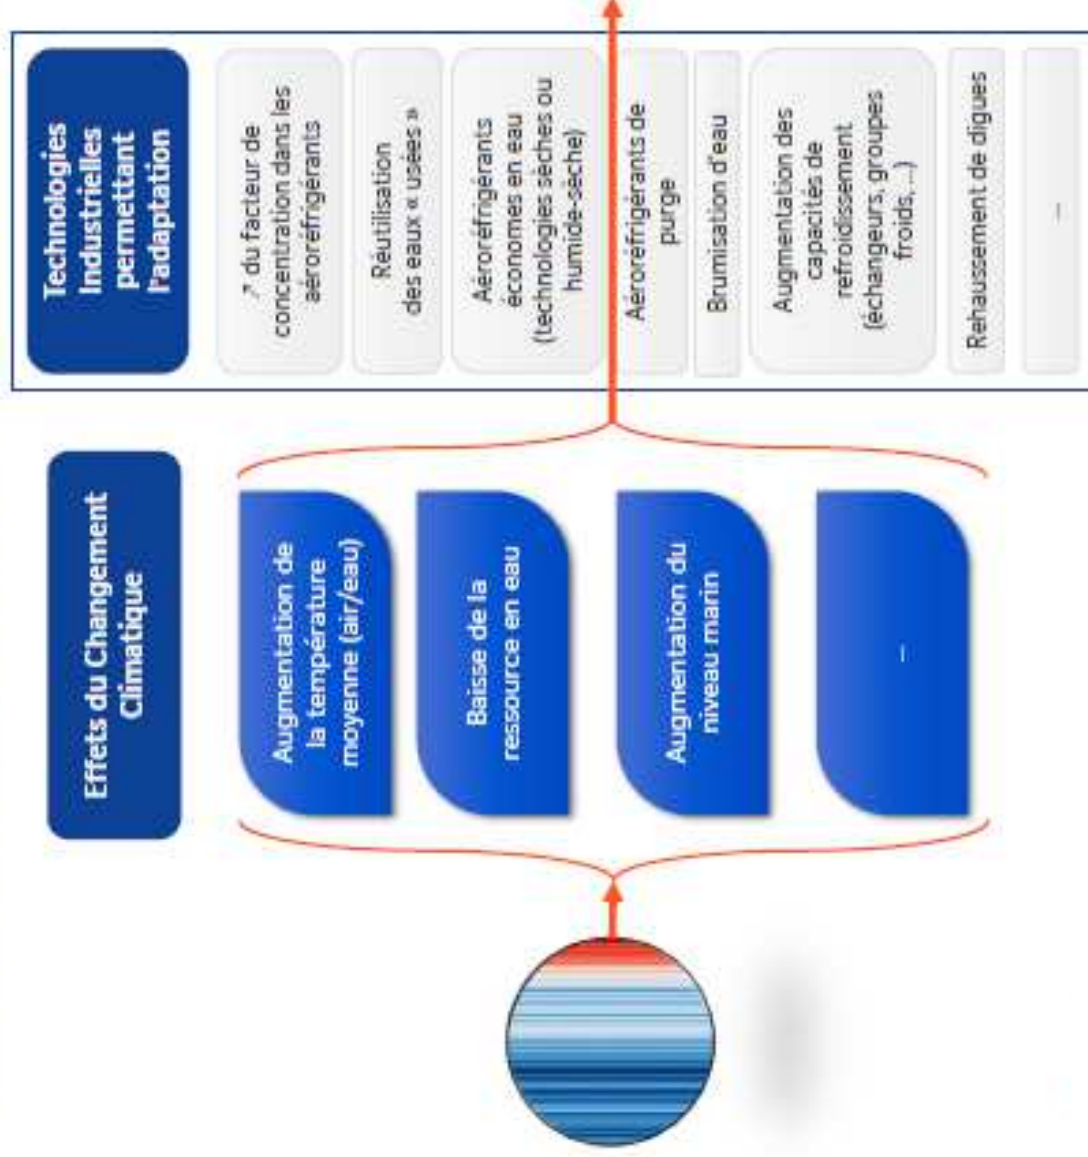 Effets du Changement
Climatique
Augmentation de
la température
moyenne (air/eau)
Baisse de la
ressource en eau
Augmentation du
niveau marin
...
Technologies
Industrielles
permettant
l'adaptation
↗ du facteur de
concentration dans les
aéroréfrigérants
Réutilisation
des eaux « usées »
Aéroréfrigérants
économes en eau
(technologies sèches ou
humide-sèche)
Aéroréfrigérants de
purge
Brumisation d'eau
Augmentation des
capacités de
refroidissement
(échangeurs, groupes
froids, ...)
Rehaussement de digues
...